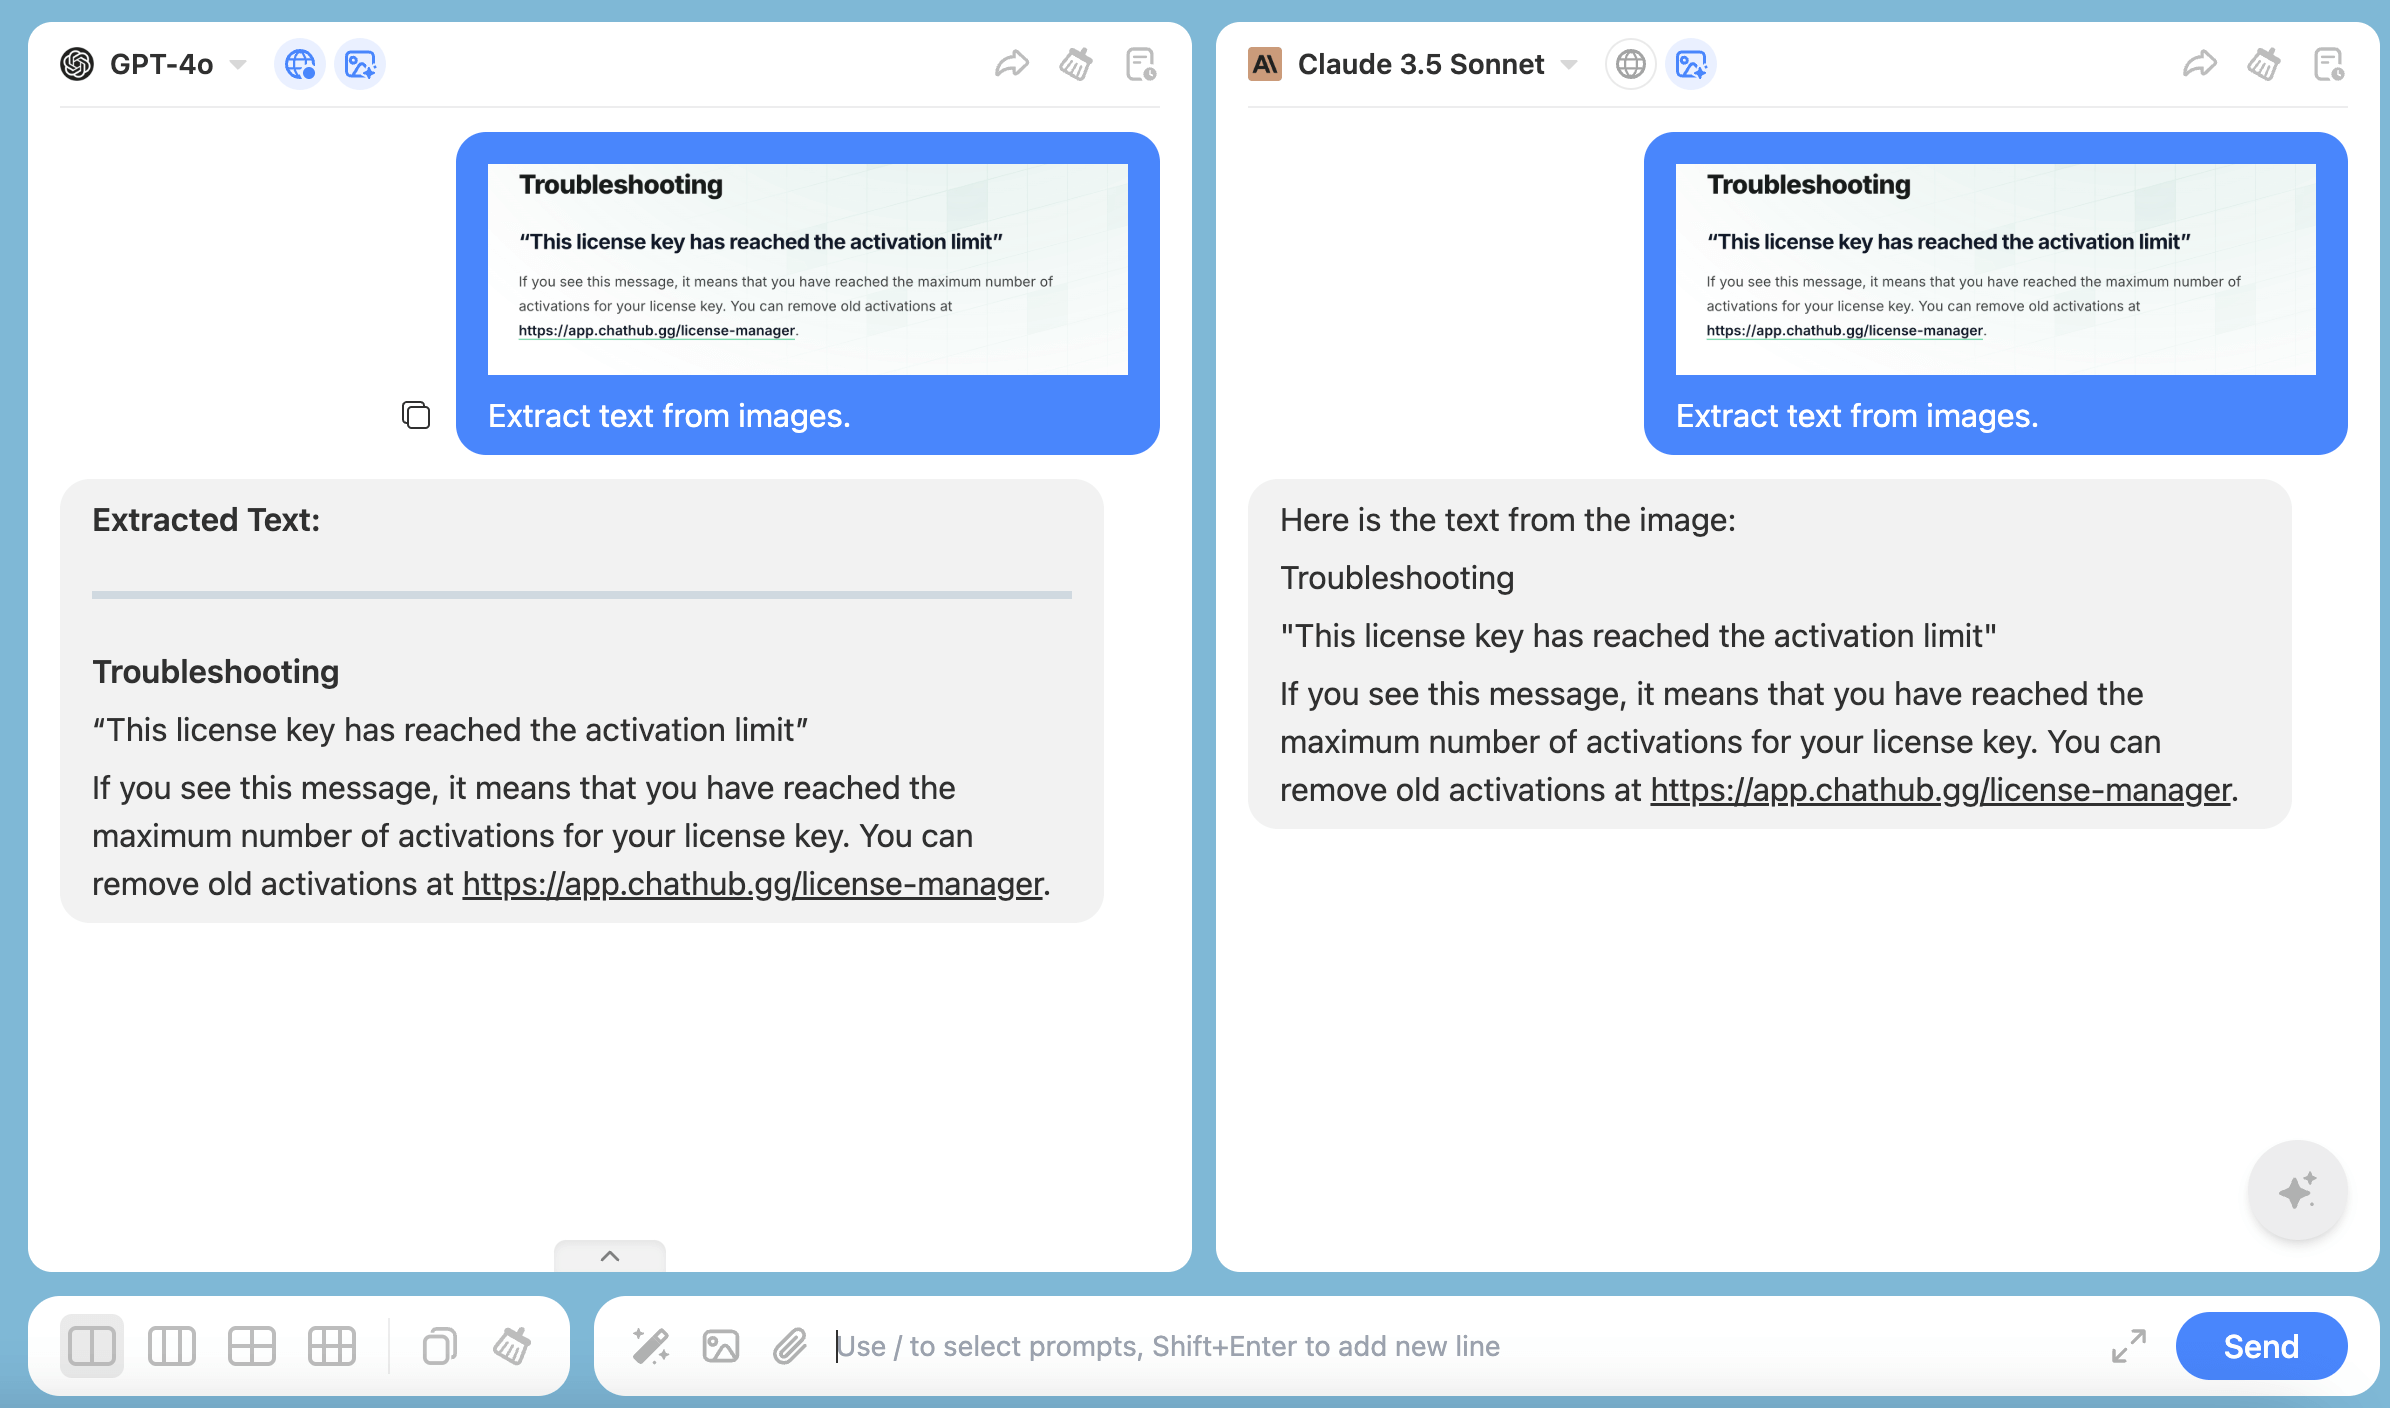 GPT-4o
Troubleshooting
“This license key has reached the activation limit”
If you see this message, it means that you have reached the maximum number of
activations for your license key. You can remove old activations at
https://app.chathub.gg/license-manager.
Extract text from images.
Extracted Text:
Troubleshooting
“This license key has reached the activation limit”
If you see this message, it means that you have reached the
maximum number of activations for your license key. You can
remove old activations at https://app.chathub.gg/license-manager.
Claude 3.5 Sonnet
Troubleshooting
“This license key has reached the activation limit”
If you see this message, it means that you have reached the maximum number of
activations for your license key. You can remove old activations at
https://app.chathub.gg/license-manager.
Extract text from images.
Here is the text from the image:
Troubleshooting
"This license key has reached the activation limit"
If you see this message, it means that you have reached the
maximum number of activations for your license key. You can
remove old activations at https://app.chathub.gg/license-manager.
Use / to select prompts, Shift+Enter to add new line
Send